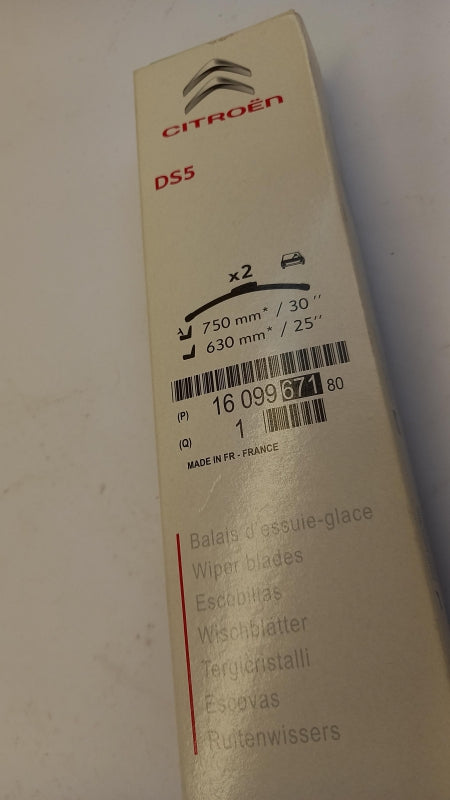 CITROËN
DS5
x2
750 mm* / 30 ''
630 mm* / 25''
(P) 16 099 671 80
(Q) 1
MADE IN FR - FRANCE
Balais d'essuie-glace
Wiper blades
Escobillas
Wischblätter
Tergicristalli
Escovas
Ruitenwissers